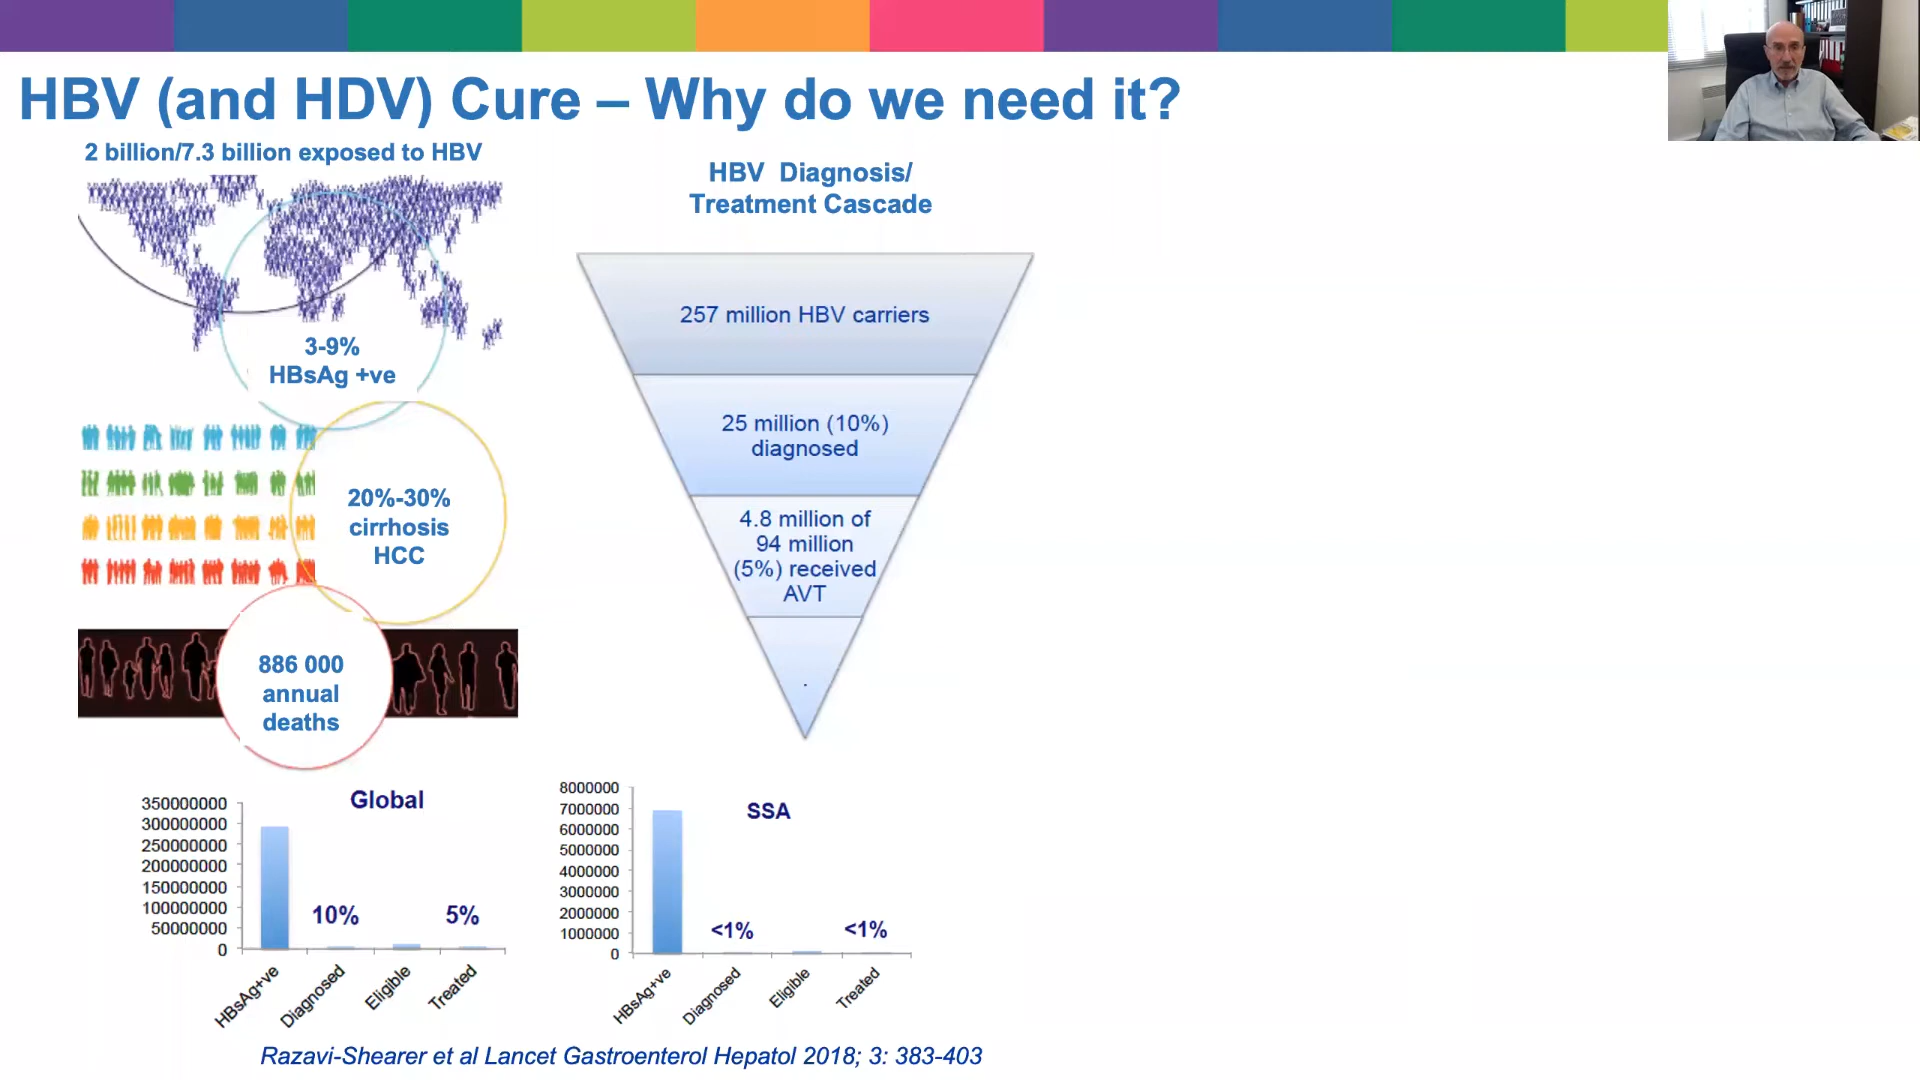 HBV (and HDV) Cure – Why do we need it?
2 billion/7.3 billion exposed to HBV
3-9%
HBsAg +ve
20%-30%
cirrhosis
HCC
886 000
annual
deaths
HBV Diagnosis/
Treatment Cascade
257 million HBV carriers
25 million (10%)
diagnosed
4.8 million of
94 million
(5%) received
AVT
.
Global
350000000
300000000
250000000
200000000
150000000
100000000
50000000
0
10%
5%
HBsAg+ve
Diagnosed
Eligible
Treated
SSA
8000000
7000000
6000000
5000000
4000000
3000000
2000000
1000000
0
<1%
<1%
HBsAg+ve
Diagnosed
Eligible
Treated
Razavi-Shearer et al Lancet Gastroenterol Hepatol 2018; 3: 383-403